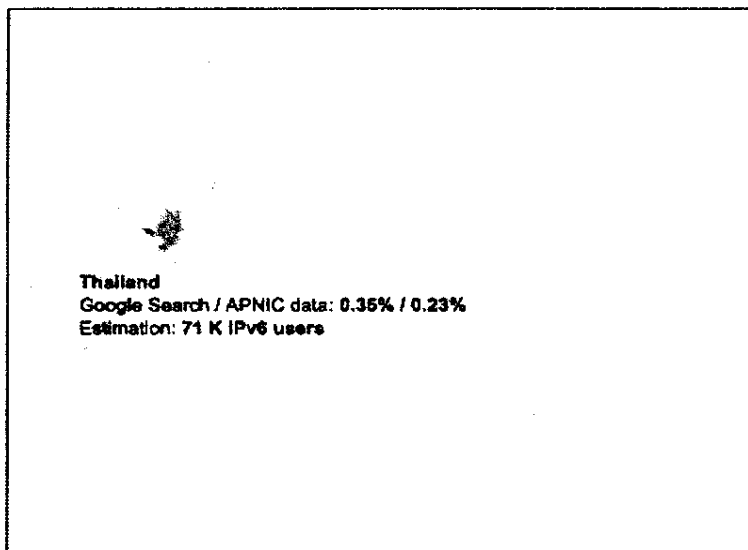 Thailand
Google Search / APNIC data: 0.35% / 0.23%
Estimation: 71 K IPv6 users